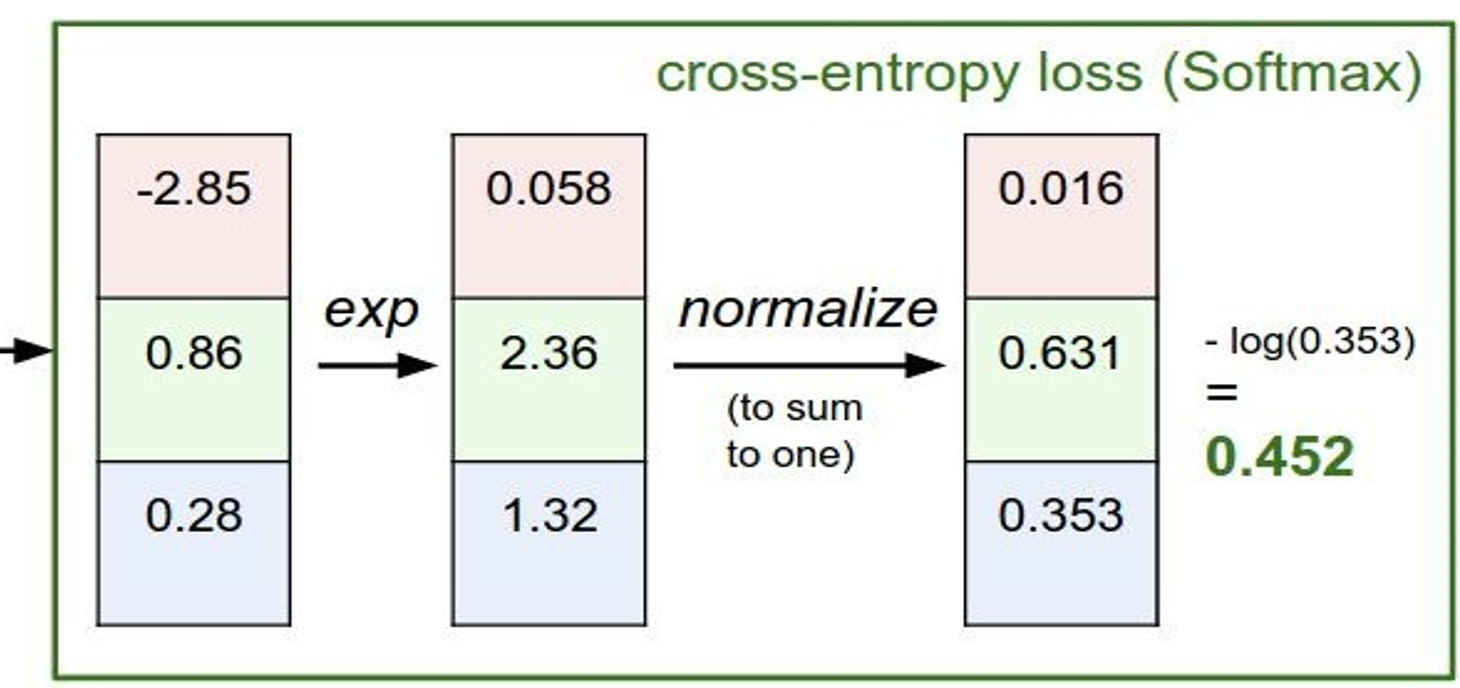 cross-entropy loss (Softmax)
-2.85
0.86
0.28
exp
0.058
2.36
1.32
normalize
(to sum
to one)
0.016
0.631
0.353
- log(0.353)
=
0.452